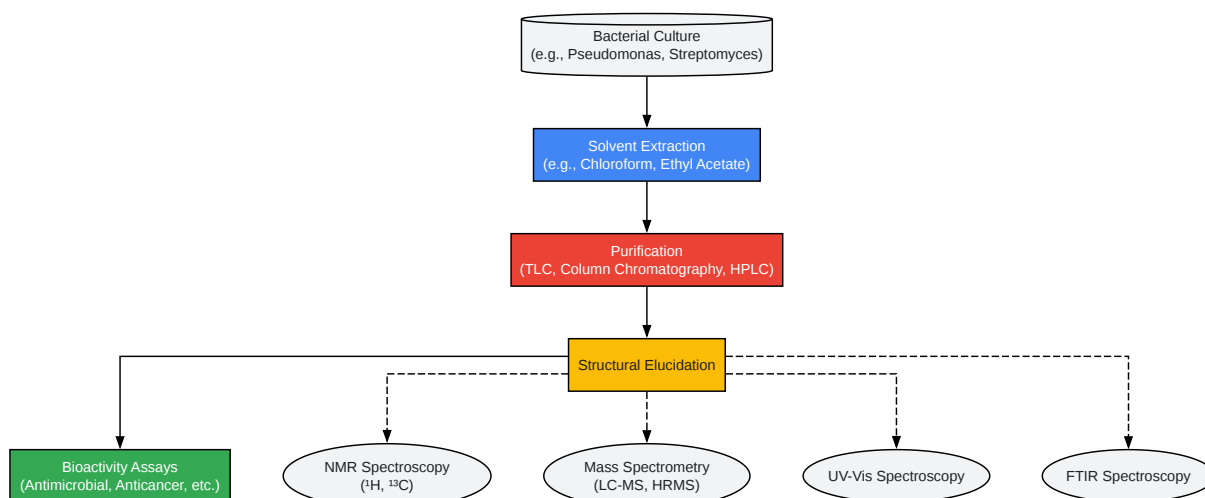 Bacterial Culture
(e.g., Pseudomonas, Streptomyces)
Solvent Extraction
(e.g., Chloroform, Ethyl Acetate)
Purification
(TLC, Column Chromatography, HPLC)
Structural Elucidation
Bioactivity Assays
(Antimicrobial, Anticancer, etc.)
NMR Spectroscopy
(¹H, ¹³C)
Mass Spectrometry
(LC-MS, HRMS)
UV-Vis Spectroscopy
FTIR Spectroscopy